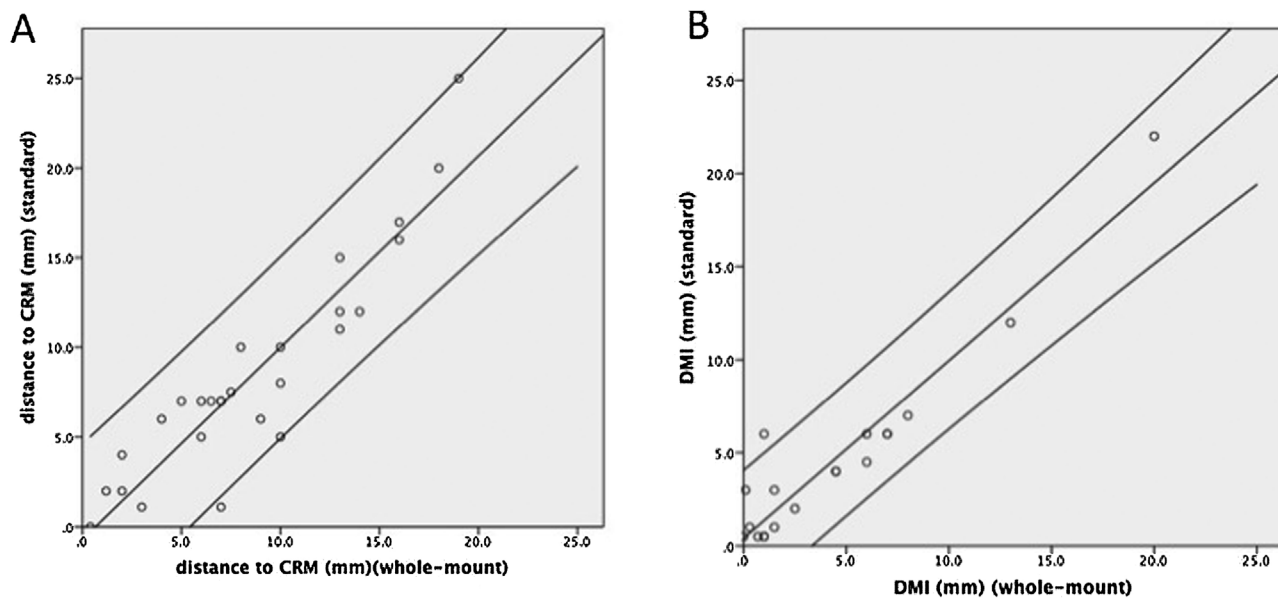 A
distance to CRM (mm) (standard)
25.0
20.0
15.0
10.0
5.0
.0
.0 5.0 10.0 15.0 20.0 25.0
distance to CRM (mm)(whole-mount)
B
DMI (mm) (standard)
25.0
20.0
15.0
10.0
5.0
.0
.0 5.0 10.0 15.0 20.0 25.0
DMI (mm) (whole-mount)